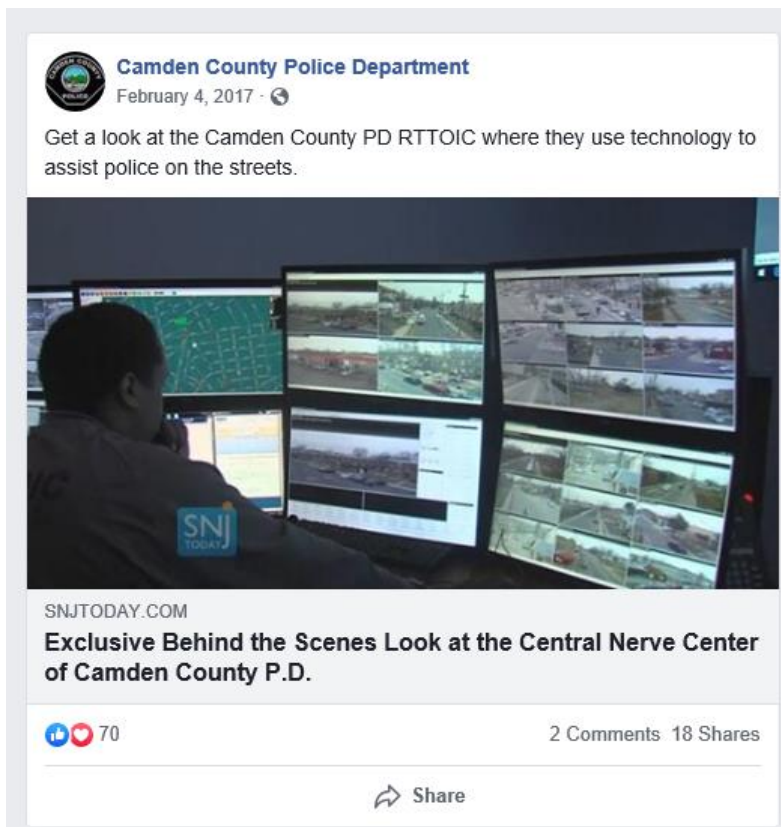 Camden County Police Department
February 4, 2017 ·
Get a look at the Camden County PD RTTOIC where they use technology to
assist police on the streets.
SNJ
TODAY
SNJTODAY.COM
Exclusive Behind the Scenes Look at the Central Nerve Center
of Camden County P.D.
70
2 Comments 18 Shares
Share